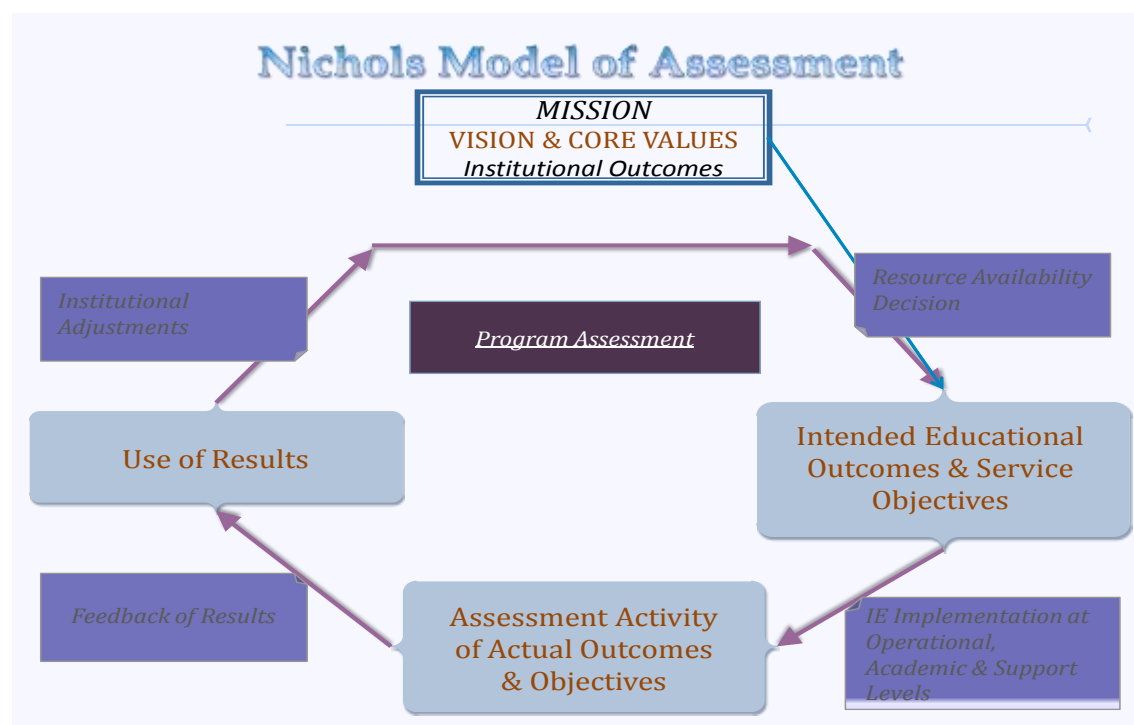 Nichols Model of Assessment
MISSION
VISION & CORE VALUES
Institutional Outcomes
Institutional
Adjustments
Resource Availability
Decision
Program Assessment
Use of Results
Intended Educational
Outcomes & Service
Objectives
Feedback of Results
Assessment Activity
of Actual Outcomes
& Objectives
IE Implementation at
Operational,
Academic & Support
Levels